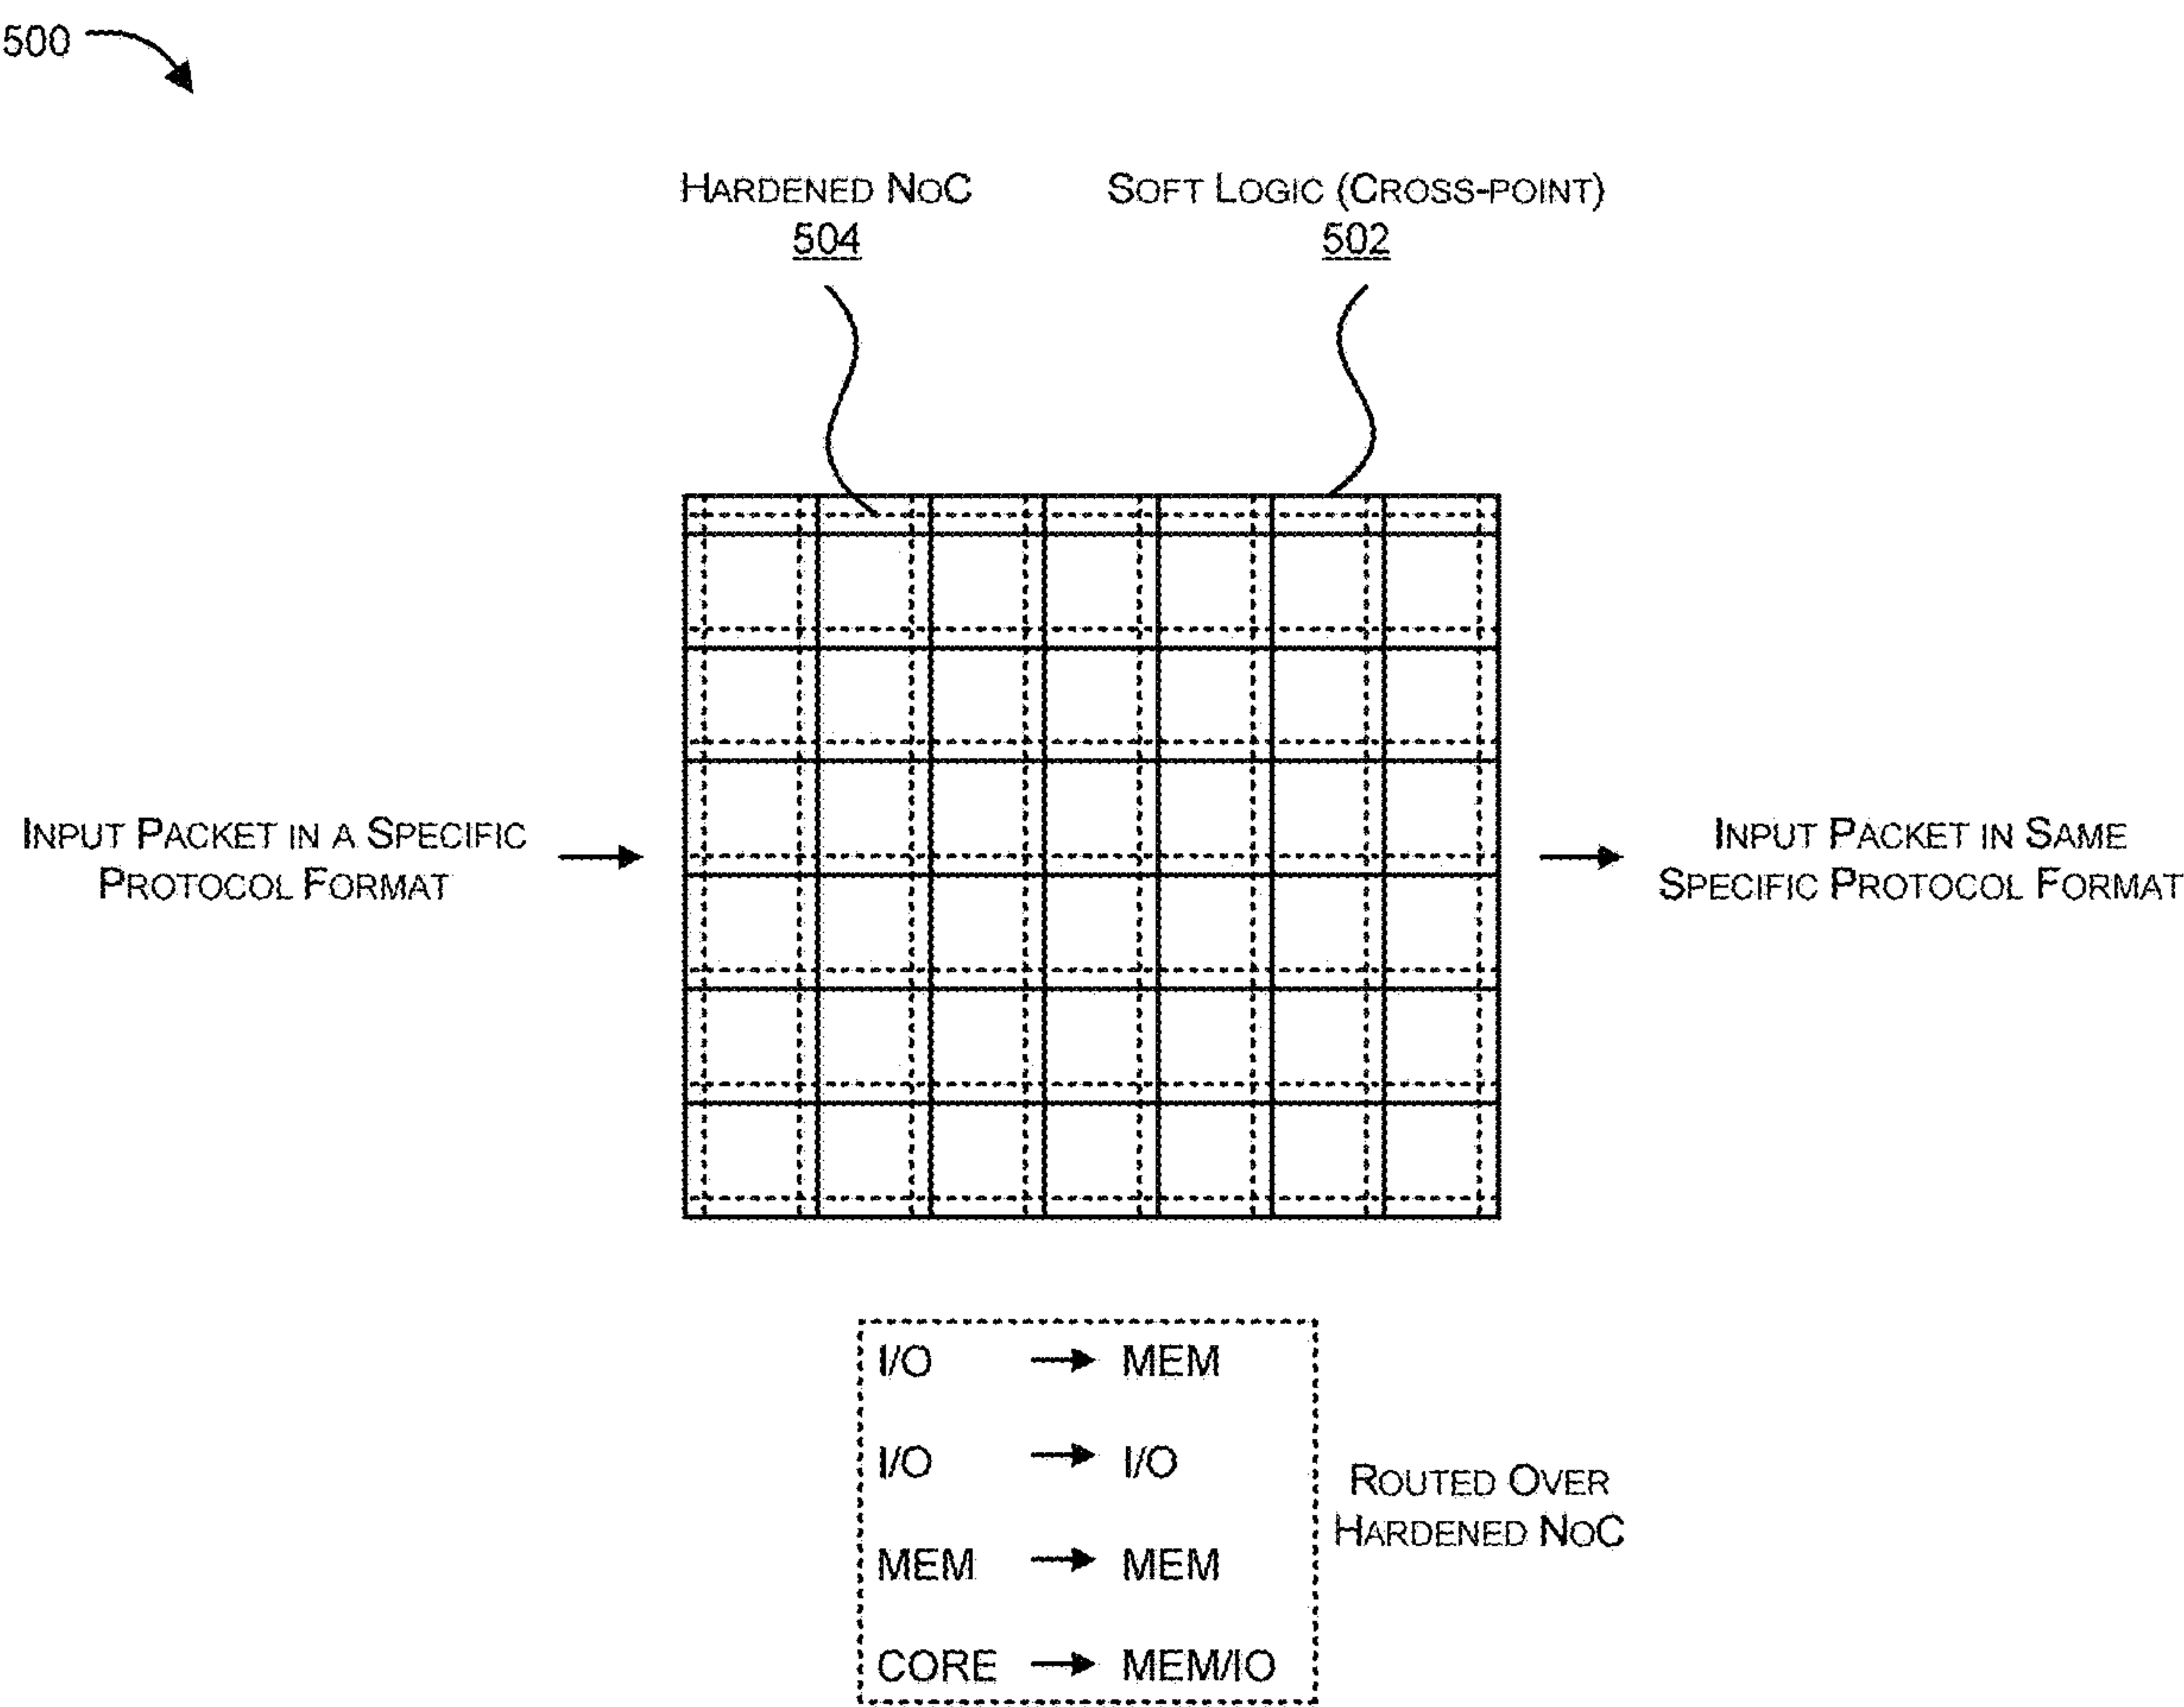 500
HARDENED NOC
504
SOFT LOGIC (CROSS-POINT)
502
INPUT PACKET IN A SPECIFIC
PROTOCOL FORMAT
INPUT PACKET IN SAME
SPECIFIC PROTOCOL FORMAT
I/O → MEM
I/O → I/O
MEM → MEM
CORE → MEM/IO
ROUTED OVER
HARDENED NOC